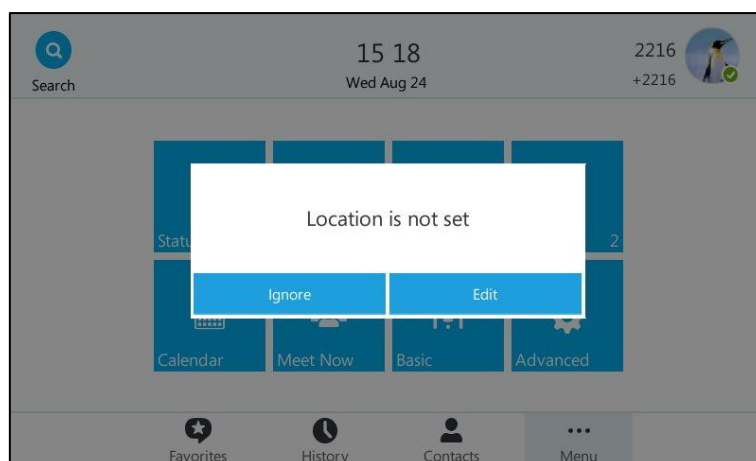 15 18
2216
Search
Wed Aug 24
+2216
Location is not set
2
Ignore
Edit
Calendar
Meet Now
Basic
Advanced
Favorites
History
Contacts
Menu